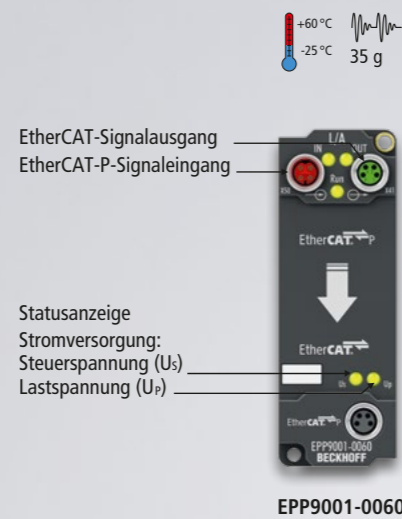 +60 °C
-25 °C
35 g
EtherCAT-Signalausgang
EtherCAT-P-Signaleingang
L/A
IN OUT
Run
X50 X41
EtherCAT P
EtherCAT
Statusanzeige
Stromversorgung:
Steuerspannung (Us)
Lastspannung (UP)
Us Up
EtherCAT P
EPP9001-0060
BECKHOFF
EPP9001-0060